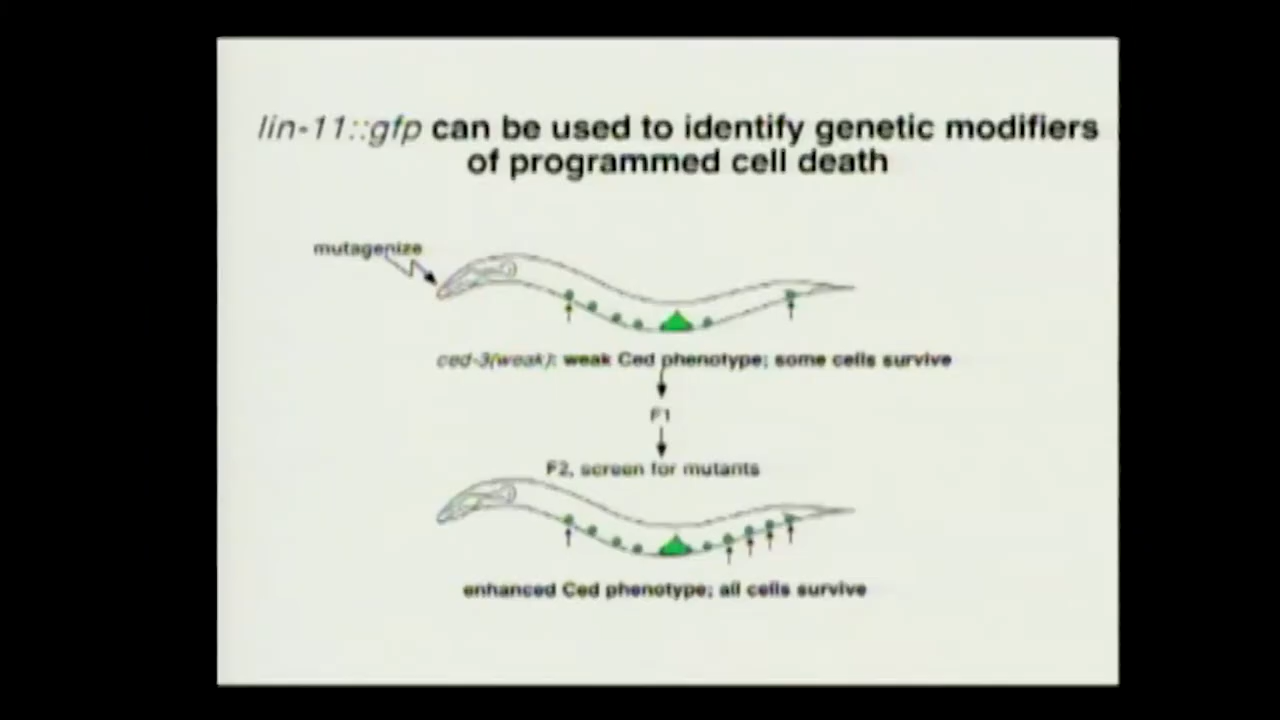 lin-11::gfp can be used to identify genetic modifiers
of programmed cell death
mutagenize
ced-3(weak): weak Ced phenotype; some cells survive
F1
F2, screen for mutants
enhanced Ced phenotype; all cells survive